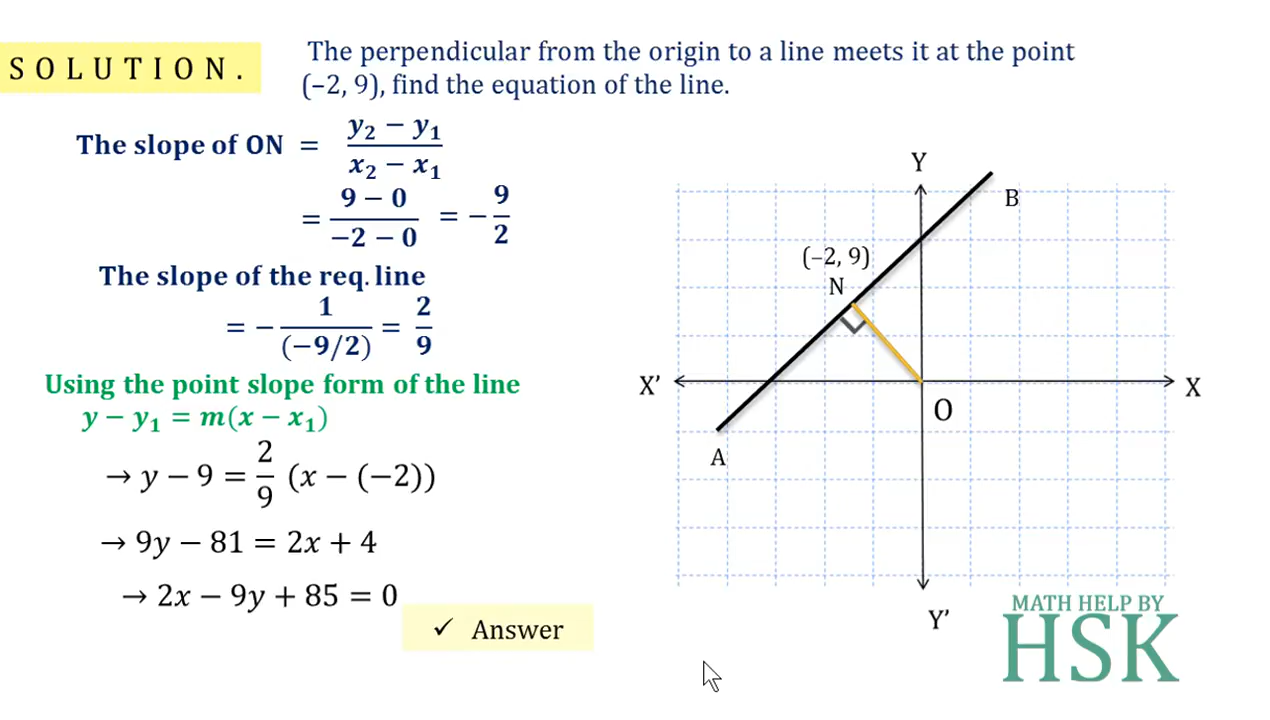 SOLUTION.
The perpendicular from the origin to a line meets it at the point
(–2, 9), find the equation of the line.
The slope of ON = (y₂ − y₁)/(x₂ − x₁)
= (9 − 0)/(−2 − 0) = −9/2
The slope of the req. line
= −1/(−9/2) = 2/9
Using the point slope form of the line
y − y₁ = m(x − x₁)
→ y − 9 = 2/9 (x − (−2))
→ 9y − 81 = 2x + 4
→ 2x − 9y + 85 = 0
✓ Answer
Y
B
(–2, 9)
N
X’
X
O
A
Y’
MATH HELP BY
HSK